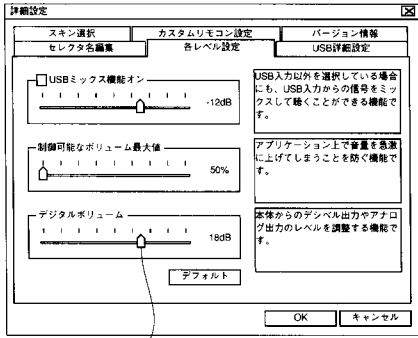 詳細設定
スキン選択
カスタムリモコン設定
バージョン情報
セレクタ名編集
各レベル設定
USB詳細設定
USBミックス機能オン
-12dB
USB入力以外を選択している場合
にも、USB入力からの信号をミッ
クスして聴くことができる機能で
す。
制御可能なボリューム最大値
50%
アプリケーション上で音量を急激
に上げてしまうことを防ぐ機能で
す。
デジタルボリューム
18dB
本体からのデシベル出力やアナロ
グ出力のレベルを調整する機能で
す。
デフォルト
OK
キャンセル